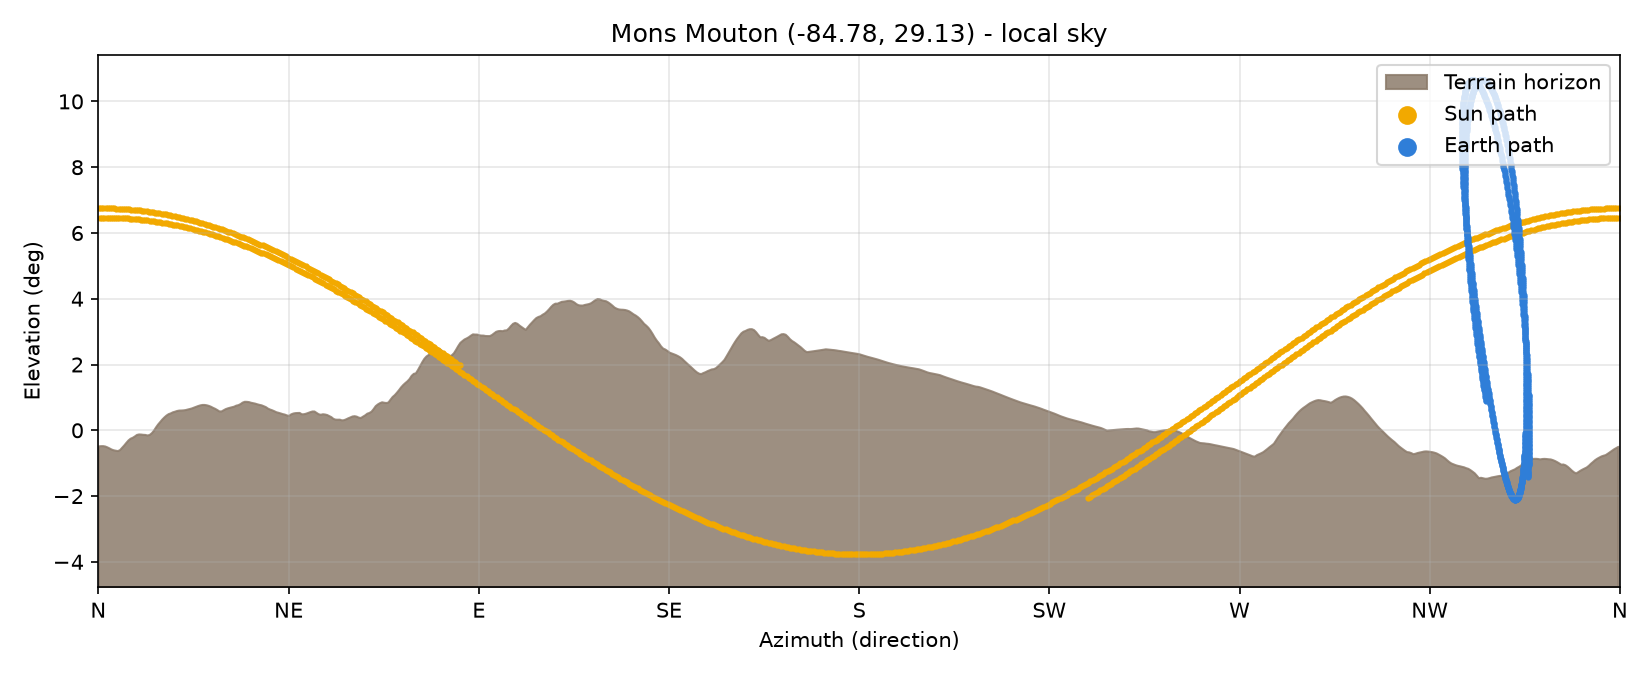 Mons Mouton (-84.78, 29.13) - local sky
Terrain horizon
Sun path
Earth path
10
8
6
4
2
0
−2
−4
Elevation (deg)
N NE E SE S SW W NW N
Azimuth (direction)